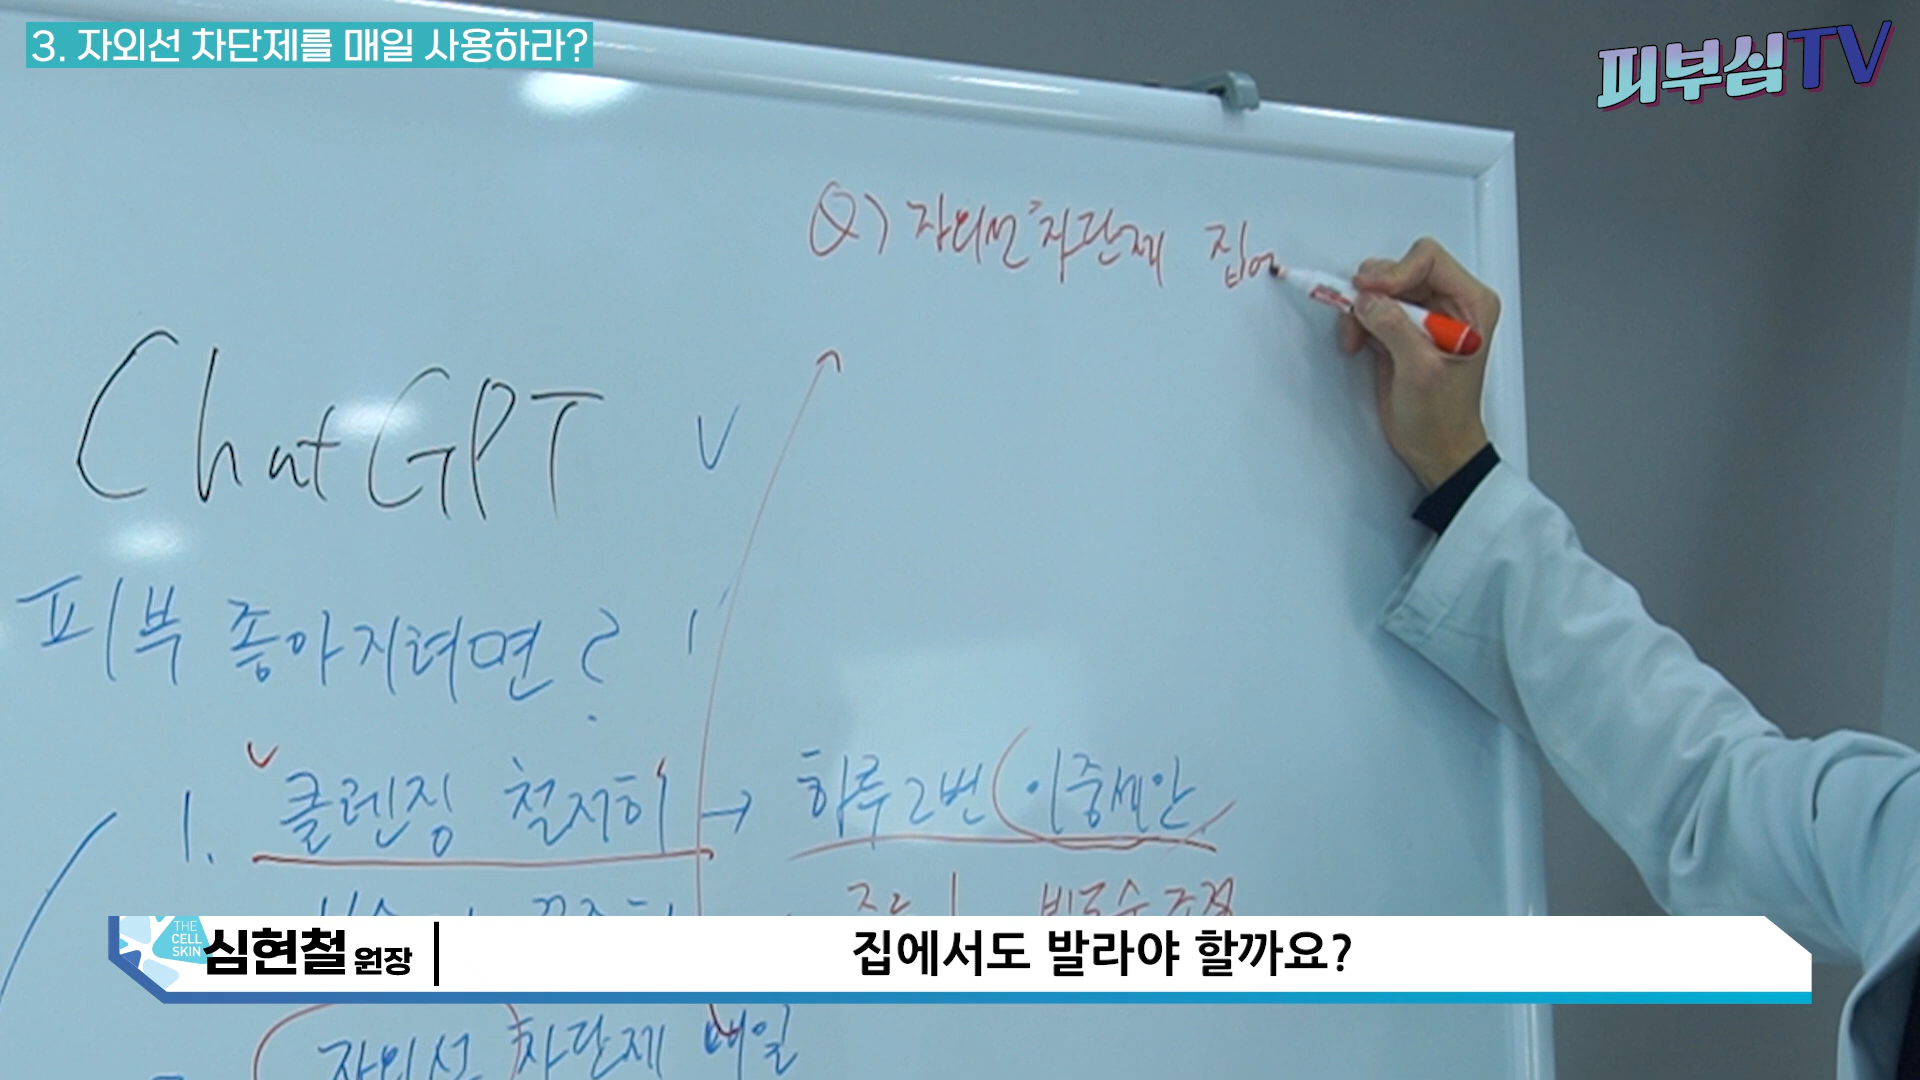 3. 자외선 차단제를 매일 사용하라?
피부심TV
Q) 자외선 차단제 집에
ChatGPT
피부 좋아지려면?
1. 클렌징 철저히 → 하루 2번 (이중세안
THE
CELL
SKIN
심현철 원장
집에서도 발라야 할까요?
자외선 차단제 매일